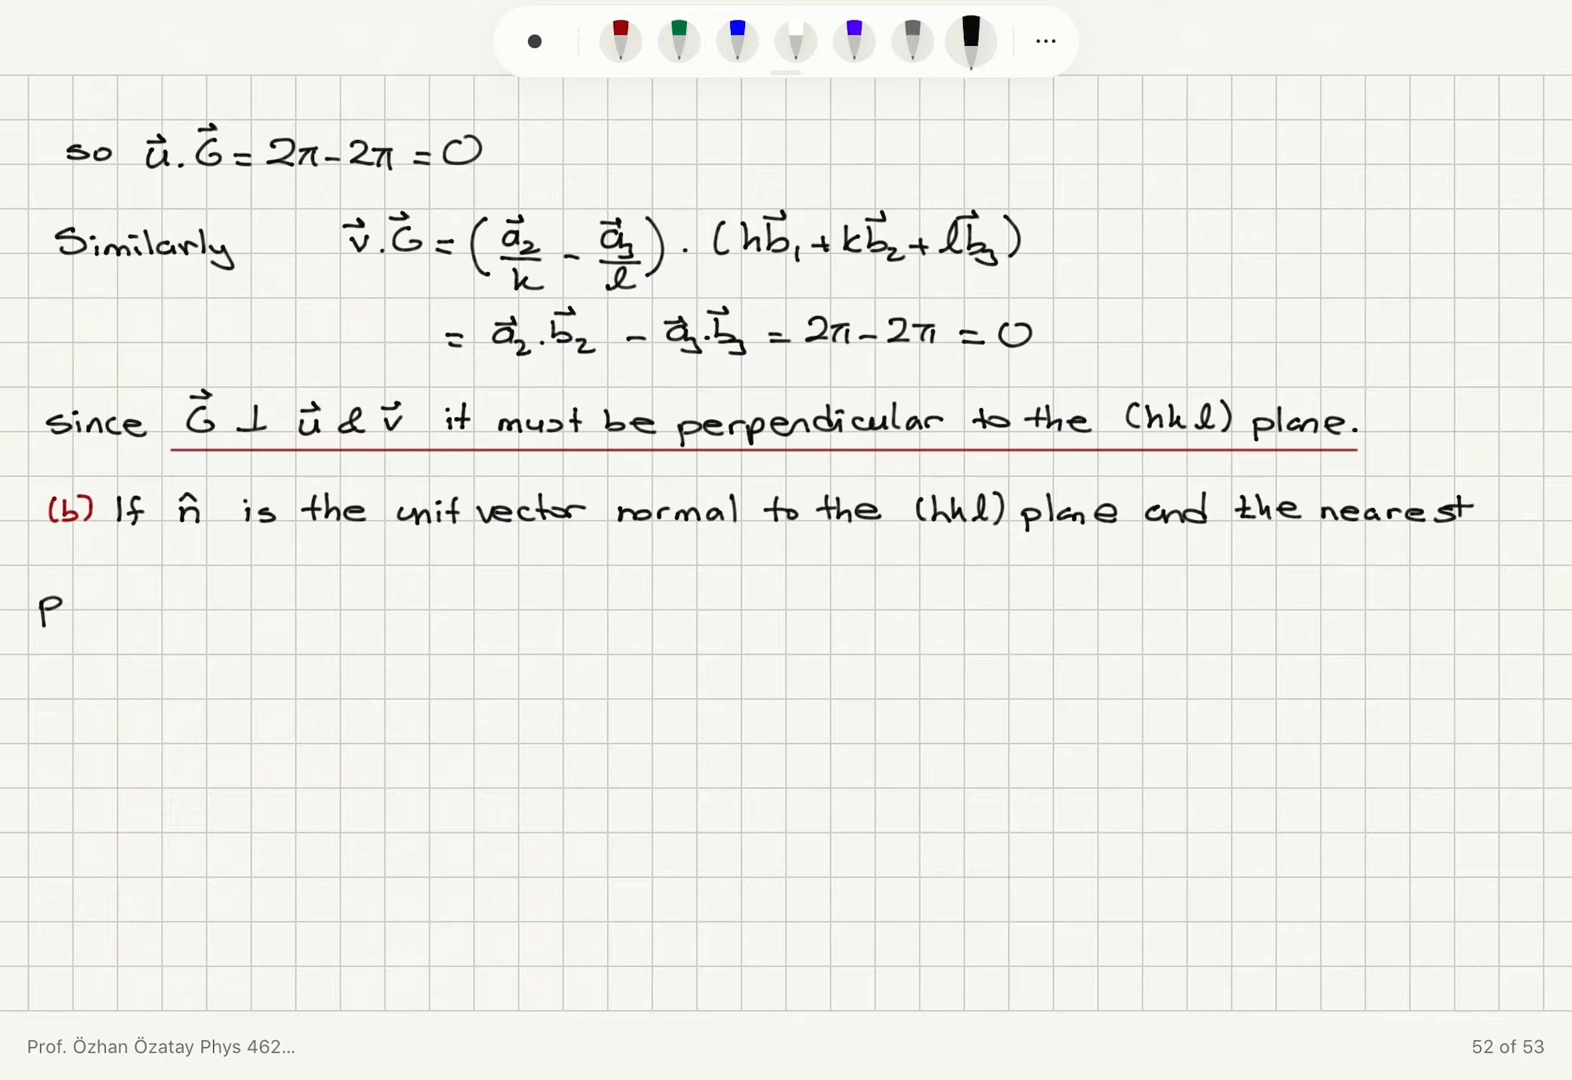 so u⃗.G⃗ = 2π - 2π = 0
Similarly v⃗.G⃗ = (a⃗₂/k - a⃗₃/l) . (hb⃗₁ + kb⃗₂ + lb⃗₃)
= a⃗₂.b⃗₂ - a⃗₃.b⃗₃ = 2π - 2π = 0
since G⃗ ⊥ u⃗ & v⃗ it must be perpendicular to the (hkl) plane.
(b) If n̂ is the unit vector normal to the (hkl) plane and the nearest
p
Prof. Özhan Özatay Phys 462...
52 of 53